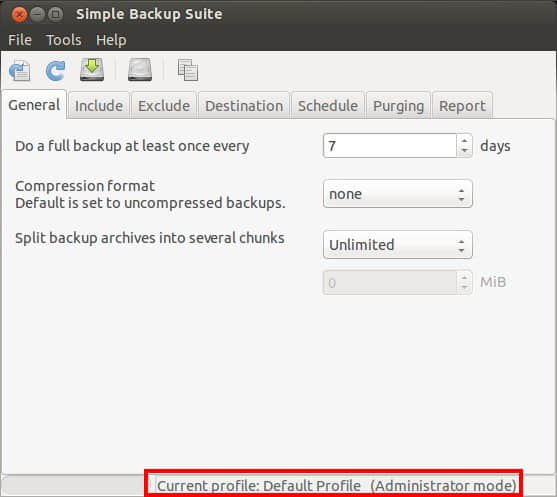 Simple Backup Suite
File Tools Help
General Include Exclude Destination Schedule Purging Report
Do a full backup at least once every 7 days
Compression format
Default is set to uncompressed backups. none
Split backup archives into several chunks Unlimited
0 MiB
Current profile: Default Profile (Administrator mode)